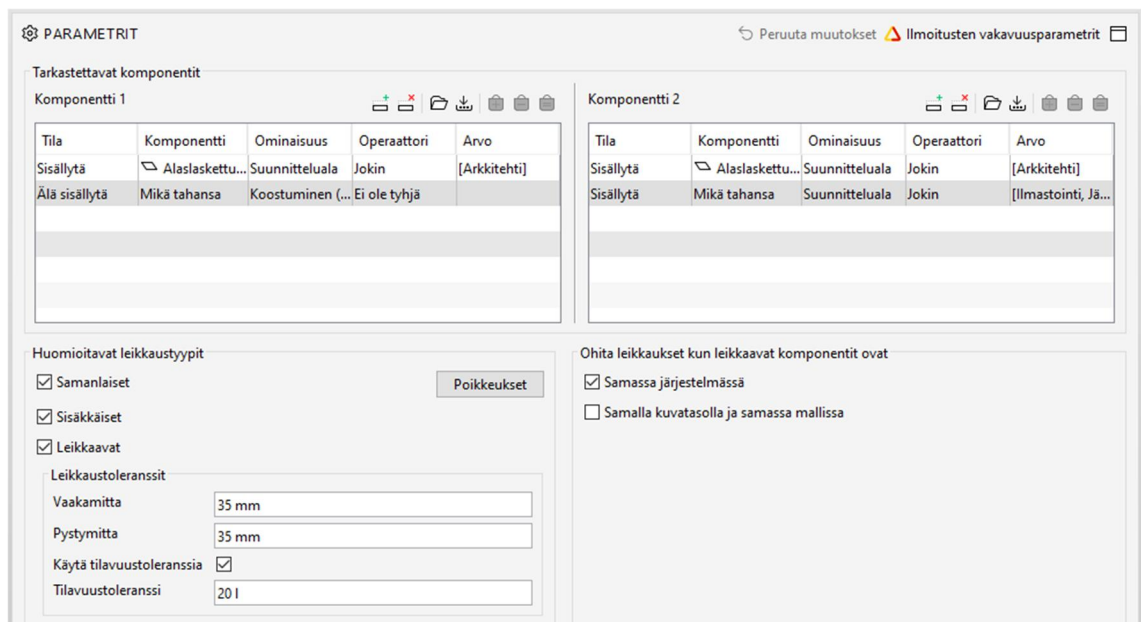 PARAMETRIT
Peruuta muutokset Ilmoitusten vakavuusparametrit
Tarkastettavat komponentit
Komponentti 1
Tila Komponentti Ominaisuus Operaattori Arvo
Sisällytä Alaslaskettu... Suunnitteluala Jokin [Arkkitehti]
Älä sisällytä Mikä tahansa Koostuminen (... Ei ole tyhjä
Komponentti 2
Tila Komponentti Ominaisuus Operaattori Arvo
Sisällytä Alaslaskettu... Suunnitteluala Jokin [Arkkitehti]
Sisällytä Mikä tahansa Suunnitteluala Jokin [Ilmastointi, Jä...
Huomioitavat leikkaustyypit
Samanlaiset Poikkeukset
Sisäkkäiset
Leikkaavat
Leikkaustoleranssit
Vaakamitta 35 mm
Pystymitta 35 mm
Käytä tilavuustoleranssia
Tilavuustoleranssi 20 l
Ohita leikkaukset kun leikkaavat komponentit ovat
Samassa järjestelmässä
Samalla kuvatasolla ja samassa mallissa